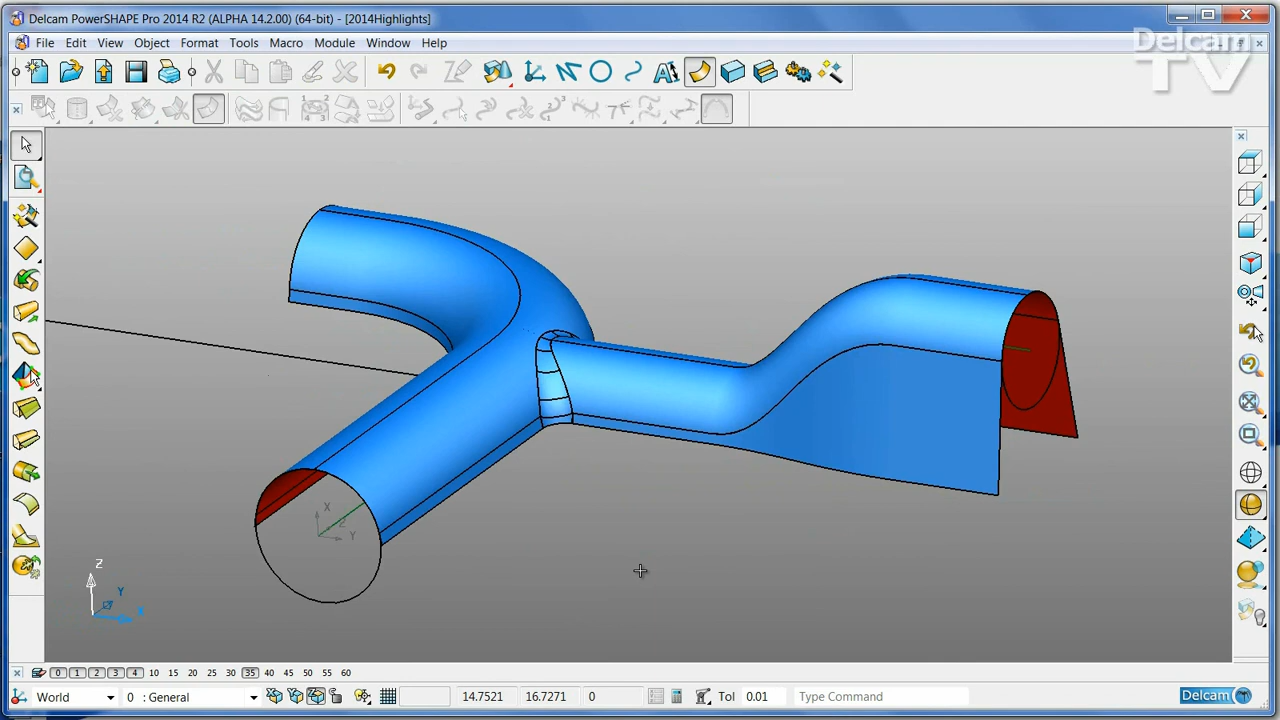 Delcam PowerSHAPE Pro 2014 R2 (ALPHA 14.2.00) (64-bit) - [2014Highlights]
Delcam
TV
File Edit View Object Format Tools Macro Module Window Help
X
Z
Y
Z
Y
X
0 1 2 3 4 10 15 20 25 30 35 40 45 50 55 60
World 0 : General 14.7521 16.7271 0 Tol 0.01 Type Command Delcam